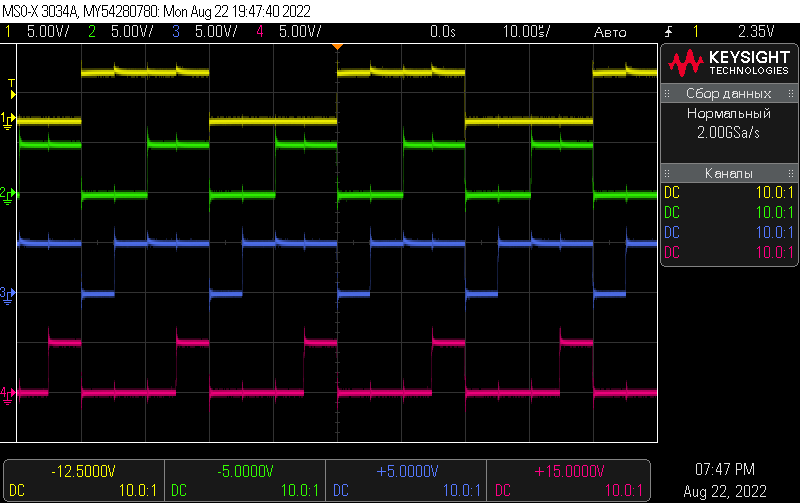 MSO-X 3034A, MY54280780: Mon Aug 22 19:47:40 2022
1 5.00V/ 2 5.00V/ 3 5.00V/ 4 5.00V/ 0.0s 10.00s/ Авто 1 2.35V
KEYSIGHT
TECHNOLOGIES
Сбор данных
Нормальный
2.00GSa/s
Каналы
DC 10.0:1
DC 10.0:1
DC 10.0:1
DC 10.0:1
T
1
2
3
4
-12.5000V -5.0000V +5.0000V +15.0000V
DC 10.0:1 DC 10.0:1 DC 10.0:1 DC 10.0:1
07:47 PM
Aug 22, 2022